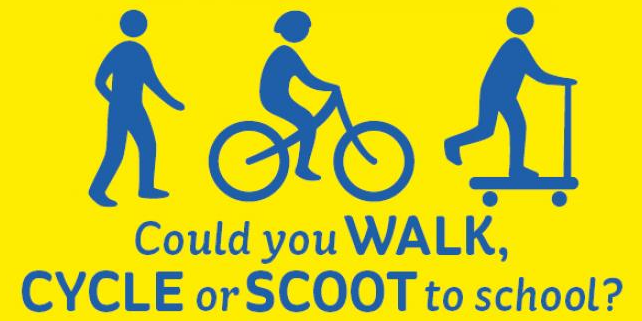 Could you WALK,
CYCLE or SCOOT to school?